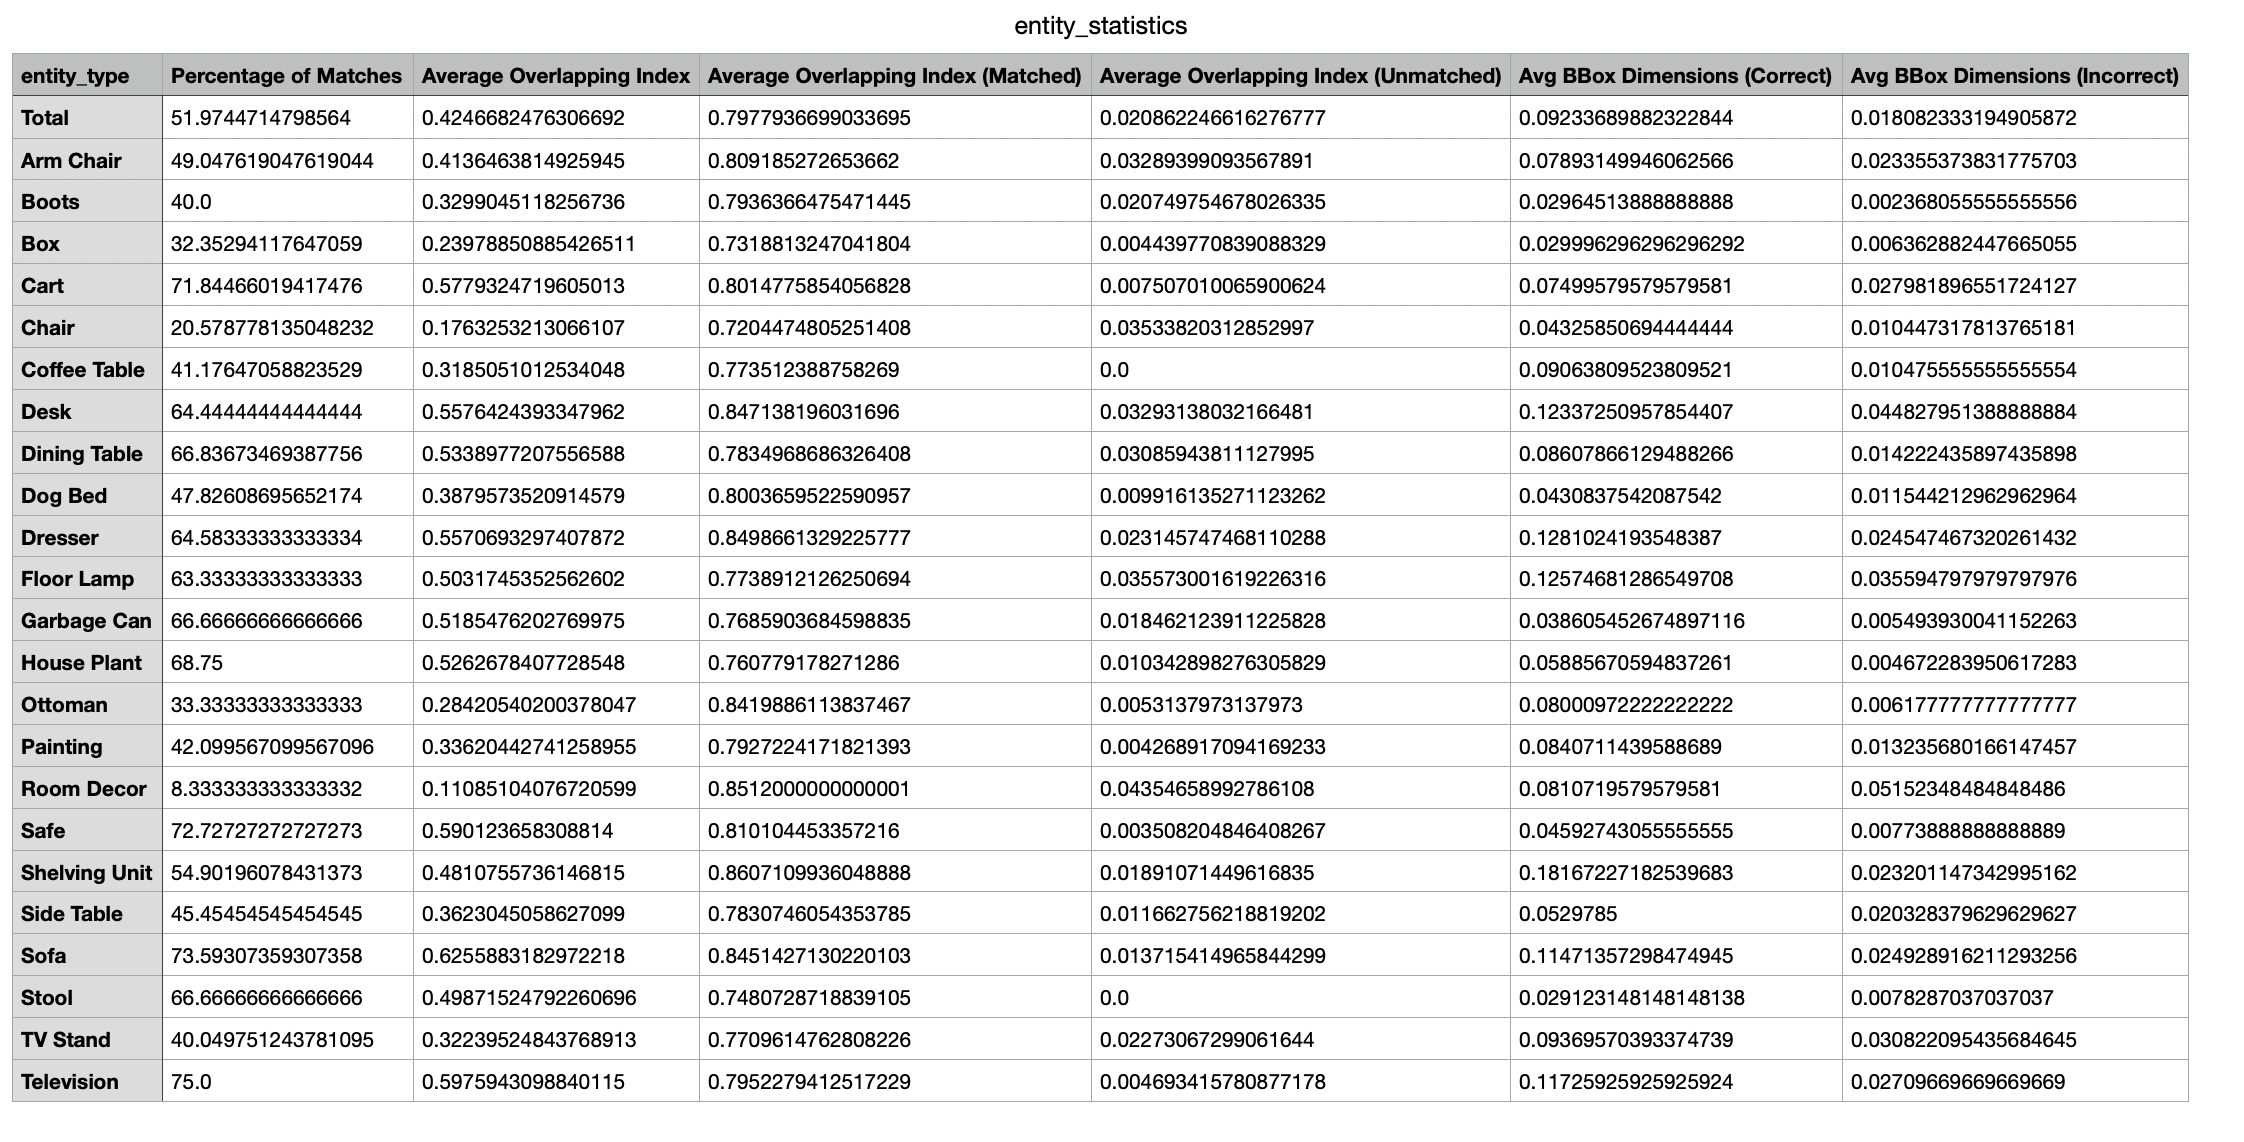 entity_statistics
entity_type Percentage of Matches Average Overlapping Index Average Overlapping Index (Matched) Average Overlapping Index (Unmatched) Avg BBox Dimensions (Correct) Avg BBox Dimensions (Incorrect)
Total 51.9744714798564 0.4246682476306692 0.7977936699033695 0.020862246616276777 0.09233689882322844 0.018082333194905872
Arm Chair 49.047619047619044 0.4136463814925945 0.809185272653662 0.03289399093567891 0.07893149946062566 0.023355373831775703
Boots 40.0 0.3299045118256736 0.7936366475471445 0.020749754678026335 0.02964513888888888 0.002368055555555556
Box 32.35294117647059 0.23978850885426511 0.7318813247041804 0.004439770839088329 0.029996296296296292 0.006362882447665055
Cart 71.84466019417476 0.5779324719605013 0.8014775854056828 0.007507010065900624 0.07499579579579581 0.027981896551724127
Chair 20.578778135048232 0.1763253213066107 0.7204474805251408 0.03533820312852997 0.04325850694444444 0.010447317813765181
Coffee Table 41.17647058823529 0.3185051012534048 0.773512388758269 0.0 0.09063809523809521 0.010475555555555554
Desk 64.44444444444444 0.5576424393347962 0.847138196031696 0.03293138032166481 0.12337250957854407 0.044827951388888884
Dining Table 66.83673469387756 0.5338977207556588 0.7834968686326408 0.03085943811127995 0.08607866129488266 0.014222435897435898
Dog Bed 47.82608695652174 0.3879573520914579 0.8003659522590957 0.009916135271123262 0.0430837542087542 0.011544212962962964
Dresser 64.58333333333334 0.5570693297407872 0.8498661329225777 0.023145747468110288 0.1281024193548387 0.024547467320261432
Floor Lamp 63.33333333333333 0.5031745352562602 0.7738912126250694 0.035573001619226316 0.12574681286549708 0.035594797979797976
Garbage Can 66.66666666666666 0.5185476202769975 0.7685903684598835 0.018462123911225828 0.038605452674897116 0.005493930041152263
House Plant 68.75 0.5262678407728548 0.760779178271286 0.010342898276305829 0.05885670594837261 0.004672283950617283
Ottoman 33.33333333333333 0.28420540200378047 0.8419886113837467 0.0053137973137973 0.08000972222222222 0.006177777777777777
Painting 42.099567099567096 0.33620442741258955 0.7927224171821393 0.004268917094169233 0.0840711439588689 0.013235680166147457
Room Decor 8.333333333333332 0.11085104076720599 0.8512000000000001 0.04354658992786108 0.0810719579579581 0.05152348484848486
Safe 72.72727272727273 0.590123658308814 0.810104453357216 0.003508204846408267 0.04592743055555555 0.00773888888888889
Shelving Unit 54.90196078431373 0.4810755736146815 0.8607109936048888 0.01891071449616835 0.18167227182539683 0.023201147342995162
Side Table 45.45454545454545 0.3623045058627099 0.7830746054353785 0.011662756218819202 0.0529785 0.020328379629629627
Sofa 73.59307359307358 0.6255883182972218 0.8451427130220103 0.013715414965844299 0.11471357298474945 0.024928916211293256
Stool 66.66666666666666 0.49871524792260696 0.7480728718839105 0.0 0.029123148148148138 0.0078287037037037
TV Stand 40.049751243781095 0.32239524843768913 0.7709614762808226 0.02273067299061644 0.09369570393374739 0.030822095435684645
Television 75.0 0.5975943098840115 0.7952279412517229 0.004693415780877178 0.11725925925925924 0.02709669669669669